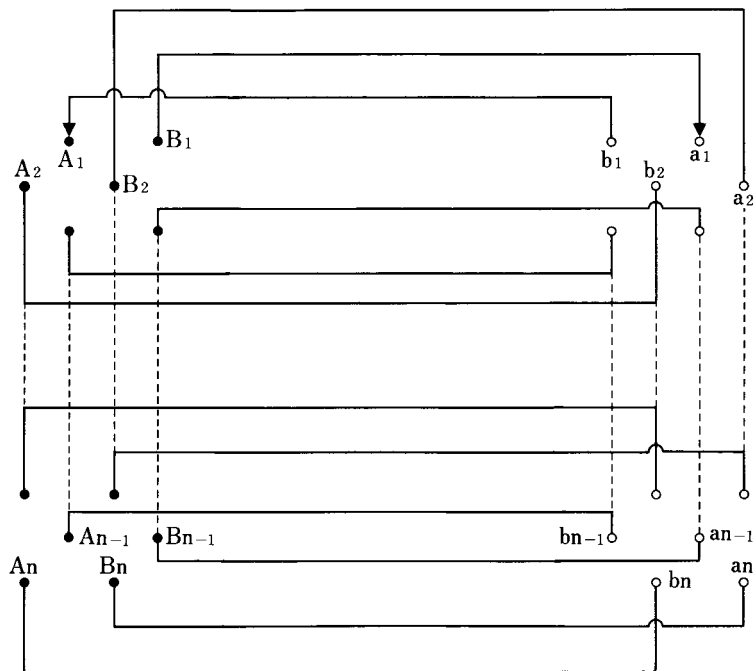 A₁ B₁ b₁ a₁
A₂ B₂ b₂ a₂
Aₙ₋₁ Bₙ₋₁ bₙ₋₁ aₙ₋₁
An Bn bn an